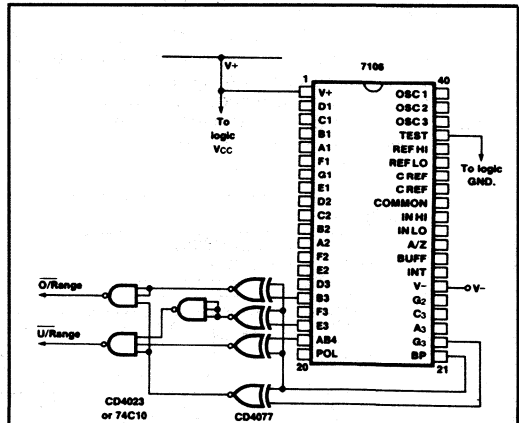 V+
7106
1
40
V+
D1
C1
B1
A1
F1
G1
E1
D2
C2
B2
A2
F2
E2
D3
B3
F3
E3
AB4
POL
20
OSC 1
OSC 2
OSC 3
TEST
REF HI
REF LO
C REF
C REF
COMMON
IN HI
IN LO
A/Z
BUFF
INT
V−
G2
C3
A3
G3
BP
21
To
logic
VCC
To logic
GND.
V−
O/Range
U/Range
CD4023
or 74C10
CD4077